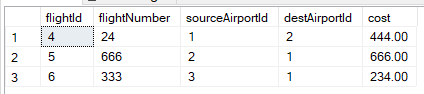 flightId flightNumber sourceAirportId destAirportId cost
1 4 24 1 2 444.00
2 5 666 2 1 666.00
3 6 333 3 1 234.00